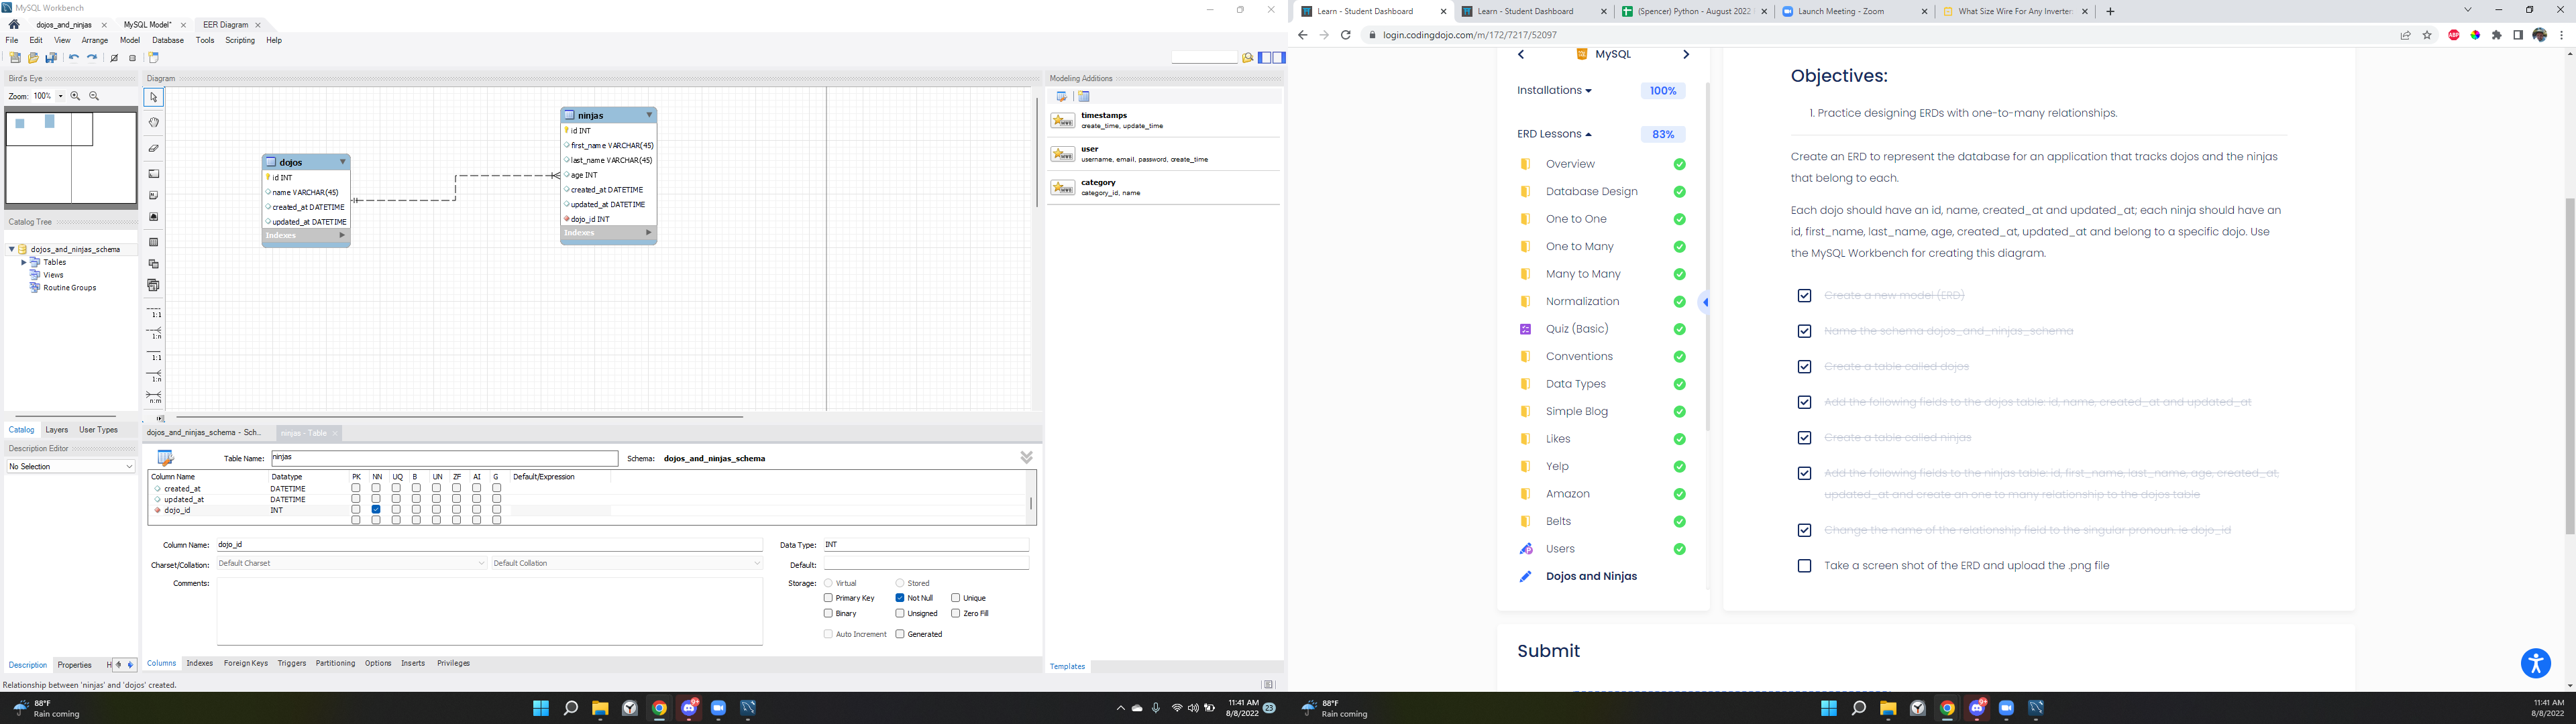 MySQL Workbench
dojos_and_ninjas
MySQL Model*
EER Diagram
File Edit View Arrange Model Database Tools Scripting Help
Bird's Eye
Zoom: 100%
Catalog Tree
dojos_and_ninjas_schema
Tables
Views
Routine Groups
Catalog Layers User Types
Description Editor
No Selection
Description Properties H
Relationship between 'ninjas' and 'dojos' created.
Diagram
1:1
1:n
1:1
1:n
n:m
dojos
id INT
name VARCHAR(45)
created_at DATETIME
updated_at DATETIME
Indexes
ninjas
id INT
first_name VARCHAR(45)
last_name VARCHAR(45)
age INT
created_at DATETIME
updated_at DATETIME
dojo_id INT
Indexes
Modeling Additions
timestamps
create_time, update_time
user
username, email, password, create_time
category
category_id, name
Templates
dojos_and_ninjas_schema - Sch...
ninjas - Table
Table Name: ninjas
Schema: dojos_and_ninjas_schema
Column Name Datatype PK NN UQ B UN ZF AI G Default/Expression
created_at DATETIME
updated_at DATETIME
dojo_id INT
Column Name: dojo_id
Data Type: INT
Charset/Collation: Default Charset Default Collation
Default:
Comments:
Storage: Virtual Stored
Primary Key Not Null Unique
Binary Unsigned Zero Fill
Auto Increment Generated
Columns Indexes Foreign Keys Triggers Partitioning Options Inserts Privileges
88°F
Rain coming
11:41 AM
8/8/2022
23
Learn - Student Dashboard
Learn - Student Dashboard
(Spencer) Python - August 2022
Launch Meeting - Zoom
What Size Wire For Any Inverter
login.codingdojo.com/m/172/7217/52097
ABP
MySQL
Installations 100%
ERD Lessons 83%
Overview
Database Design
One to One
One to Many
Many to Many
Normalization
Quiz (Basic)
Conventions
Data Types
Simple Blog
Likes
Yelp
Amazon
Belts
Users
Dojos and Ninjas
Objectives:
1. Practice designing ERDs with one-to-many relationships.
Create an ERD to represent the database for an application that tracks dojos and the ninjas
that belong to each.
Each dojo should have an id, name, created_at and updated_at; each ninja should have an
id, first_name, last_name, age, created_at, updated_at and belong to a specific dojo. Use
the MySQL Workbench for creating this diagram.
Create a new model (ERD)
Name the schema dojos_and_ninjas_schema
Create a table called dojos
Add the following fields to the dojos table: id, name, created_at and updated_at
Create a table called ninjas
Add the following fields to the ninjas table: id, first_name, last_name, age, created_at,
updated_at and create an one to many relationship to the dojos table
Change the name of the relationship field to the singular pronoun. ie dojo_id
Take a screen shot of the ERD and upload the .png file
Submit
88°F
Rain coming
11:41 AM
8/8/2022